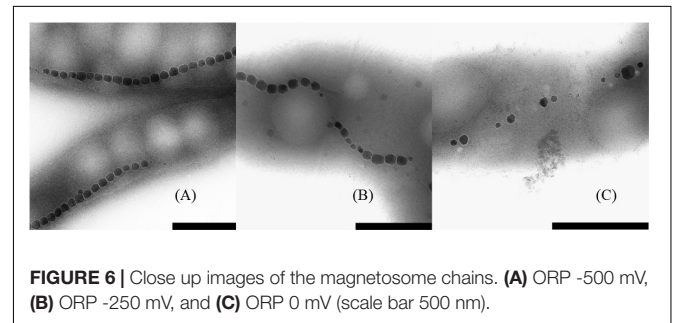 (A) (B) (C)
FIGURE 6 | Close up images of the magnetosome chains. (A) ORP -500 mV,
(B) ORP -250 mV, and (C) ORP 0 mV (scale bar 500 nm).